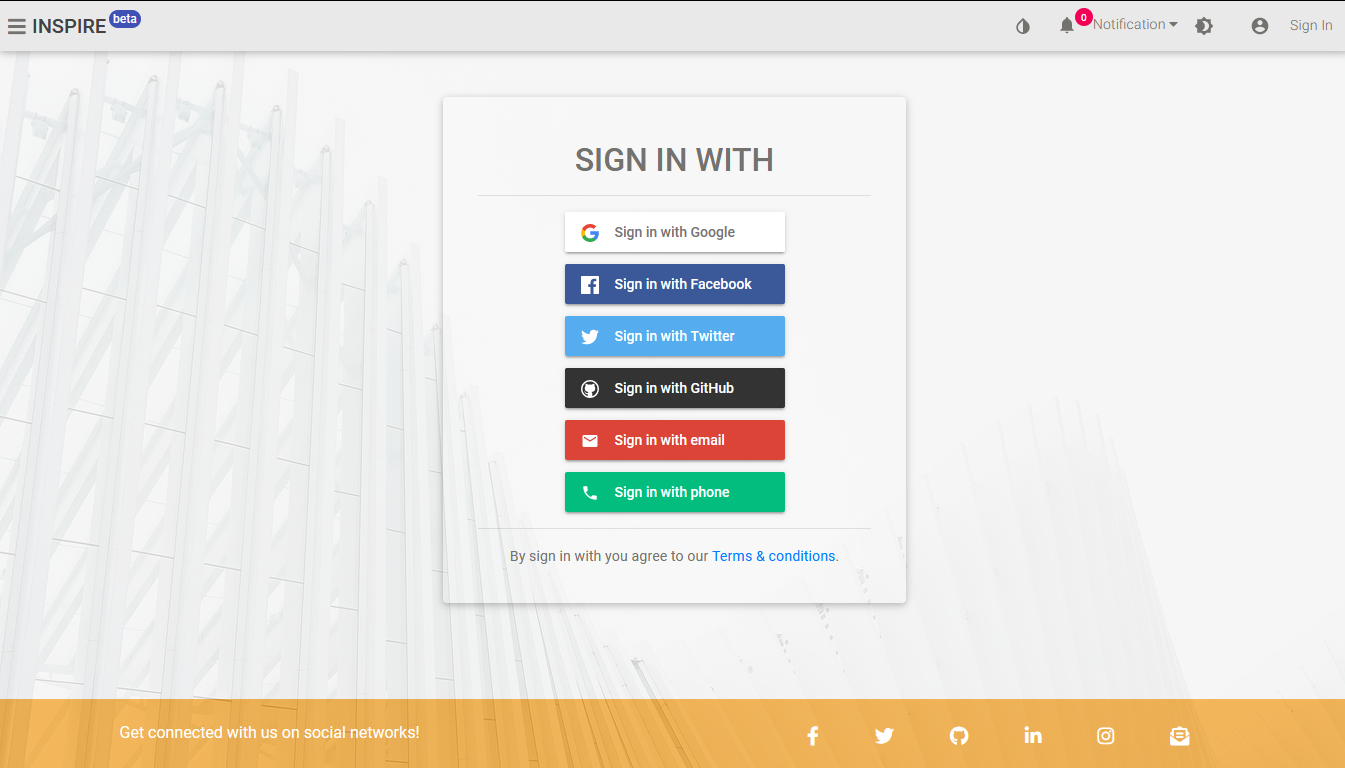 INSPIRE beta
0 Notification
Sign In
SIGN IN WITH
Sign in with Google
Sign in with Facebook
Sign in with Twitter
Sign in with GitHub
Sign in with email
Sign in with phone
By sign in with you agree to our Terms & conditions.
Get connected with us on social networks!